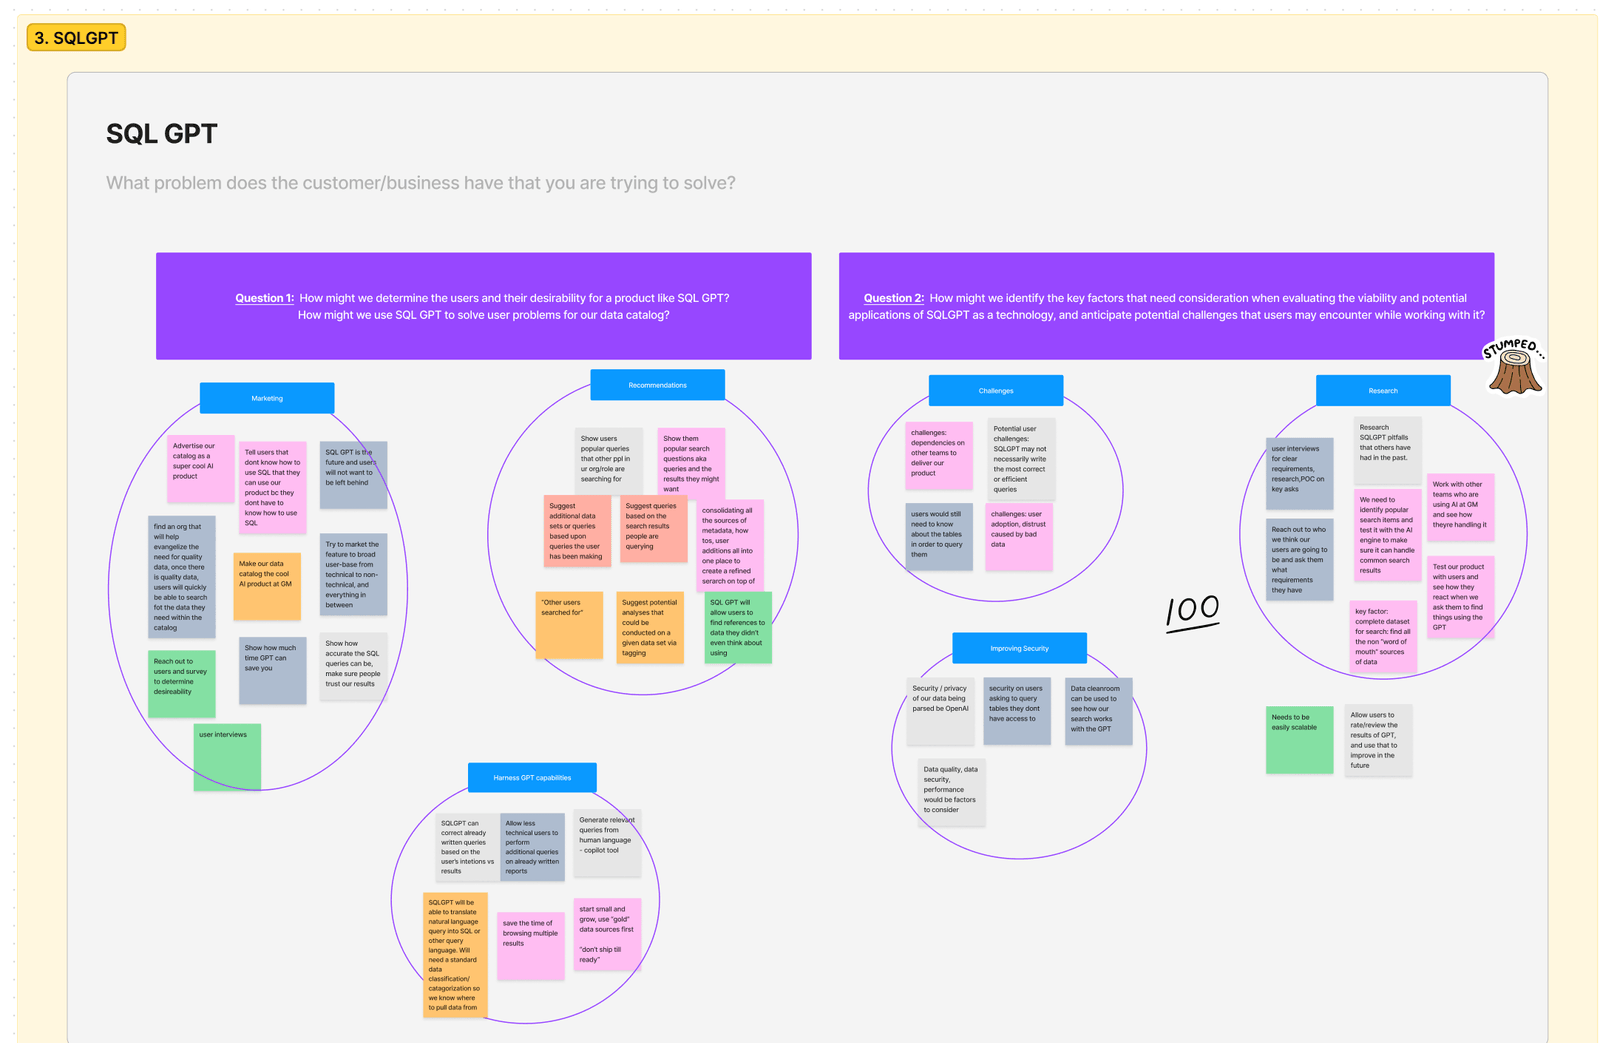 3. SQLGPT
SQL GPT
What problem does the customer/business have that you are trying to solve?
Question 1: How might we determine the users and their desirability for a product like SQL GPT?
How might we use SQL GPT to solve user problems for our data catalog?
Question 2: How might we identify the key factors that need consideration when evaluating the viability and potential
applications of SQLGPT as a technology, and anticipate potential challenges that users may encounter while working with it?
STUMPED...
Marketing
Advertise our
catalog as a
super cool AI
product
Tell users that
dont know how to
use SQL that they
can use our
product bc they
dont have to
know how to use
SQL
SQL GPT is the
future and users
will not want to
be left behind
find an org that
will help
evangelize the
need for quality
data, once there
is quality data,
users will quickly
be able to search
fot the data they
need within the
catalog
Make our data
catalog the cool
AI product at GM
Try to market the
feature to broad
user-base from
technical to non-
technical, and
everything in
between
Reach out to
users and survey
to determine
desireability
Show how much
time GPT can
save you
Show how
accurate the SQL
queries can be,
make sure people
trust our results
user interviews
Recommendations
Show users
popular queries
that other ppl in
ur org/role are
searching for
Show them
popular search
questions aka
queries and the
results they might
want
Suggest
additional data
sets or queries
based upon
queries the user
has been making
Suggest queries
based on the
search results
people are
querying
consolidating all
the sources of
metadata, how
tos, user
additions all into
one place to
create a refined
serarch on top of
"Other users
searched for"
Suggest potential
analyses that
could be
conducted on a
given data set via
tagging
SQL GPT will
allow users to
find references to
data they didn't
even think about
using
Harness GPT capabilities
SQLGPT can
correct already
written queries
based on the
user's intetions vs
results
Allow less
technical users to
perform
additional queries
on already written
reports
Generate relevant
queries from
human language
- copilot tool
SQLGPT will be
able to translate
natural language
query into SQL or
other query
language. Will
need a standard
data
classification/
catagorization so
we know where
to pull data from
save the time of
browsing multiple
results
start small and
grow, use "gold"
data sources first
"don't ship till
ready"
Challenges
challenges:
dependencies on
other teams to
deliver our
product
Potential user
challenges:
SQLGPT may not
necessarily write
the most correct
or efficient
queries
users would still
need to know
about the tables
in order to query
them
challenges: user
adoption, distrust
caused by bad
data
Improving Security
Security / privacy
of our data being
parsed be OpenAI
security on users
asking to query
tables they dont
have access to
Data cleanroom
can be used to
see how our
search works
with the GPT
Data quality, data
security,
performance
would be factors
to consider
100
Research
Research
SQLGPT pitfalls
that others have
had in the past.
user interviews
for clear
requirements,
research,POC on
key asks
Work with other
teams who are
using AI at GM
and see how
theyre handling it
We need to
identify popular
search items and
test it with the AI
engine to make
sure it can handle
common search
results
Reach out to who
we think our
users are going to
be and ask them
what
requirements
they have
Test our product
with users and
see how they
react when we
ask them to find
things using the
GPT
key factor:
complete dataset
for search: find all
the non "word of
mouth" sources
of data
Needs to be
easily scalable
Allow users to
rate/review the
results of GPT,
and use that to
improve in the
future